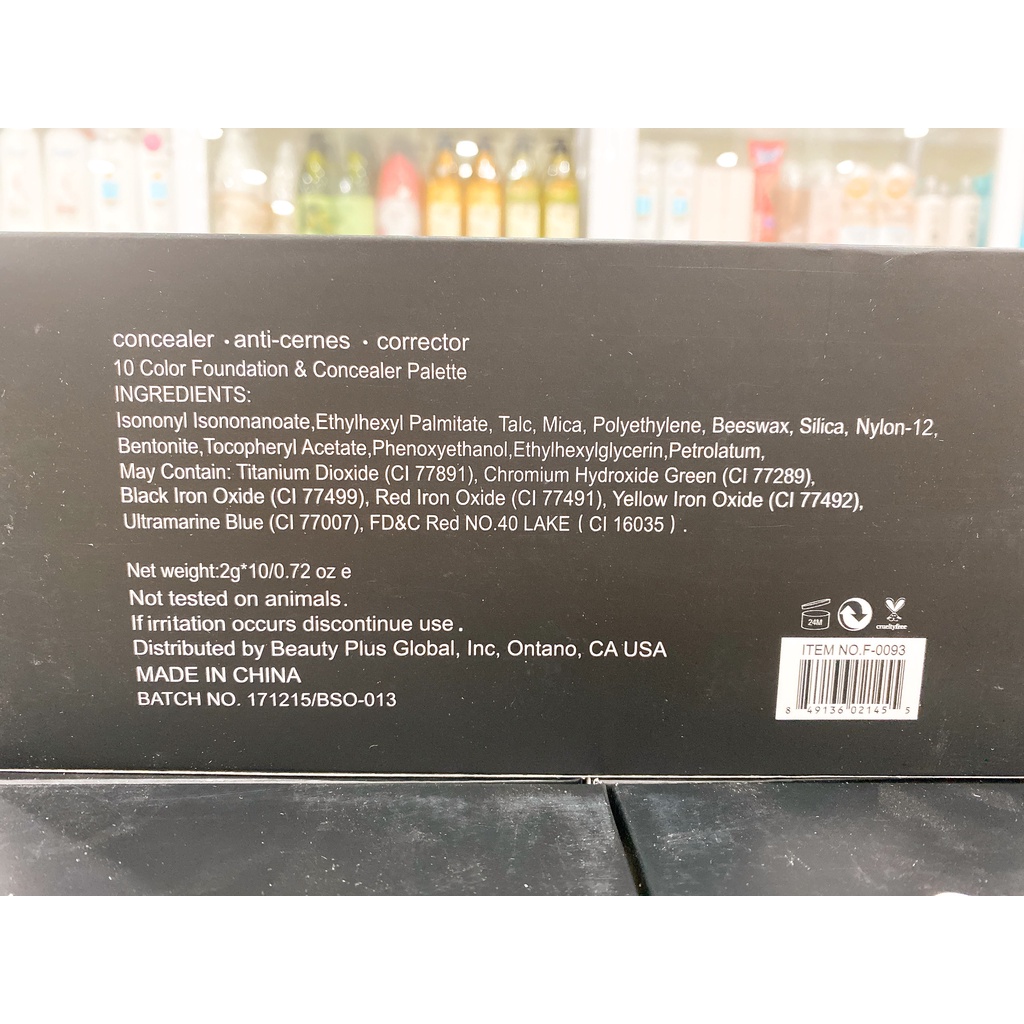 concealer · anti-cernes · corrector
10 Color Foundation & Concealer Palette
INGREDIENTS:
Isononyl Isononanoate,Ethylhexyl Palmitate, Talc, Mica, Polyethylene, Beeswax, Silica, Nylon-12,
Bentonite,Tocopheryl Acetate,Phenoxyethanol,Ethylhexylglycerin,Petrolatum,
May Contain: Titanium Dioxide (CI 77891), Chromium Hydroxide Green (CI 77289),
Black Iron Oxide (CI 77499), Red Iron Oxide (CI 77491), Yellow Iron Oxide (CI 77492),
Ultramarine Blue (CI 77007), FD&C Red NO.40 LAKE ( CI 16035 ) .
Net weight:2g*10/0.72 oz e
Not tested on animals.
If irritation occurs discontinue use .
Distributed by Beauty Plus Global, Inc, Ontano, CA USA
MADE IN CHINA
BATCH NO. 171215/BSO-013
24M
crueltyfree
ITEM NO.F-0093
8 49136 02145 5